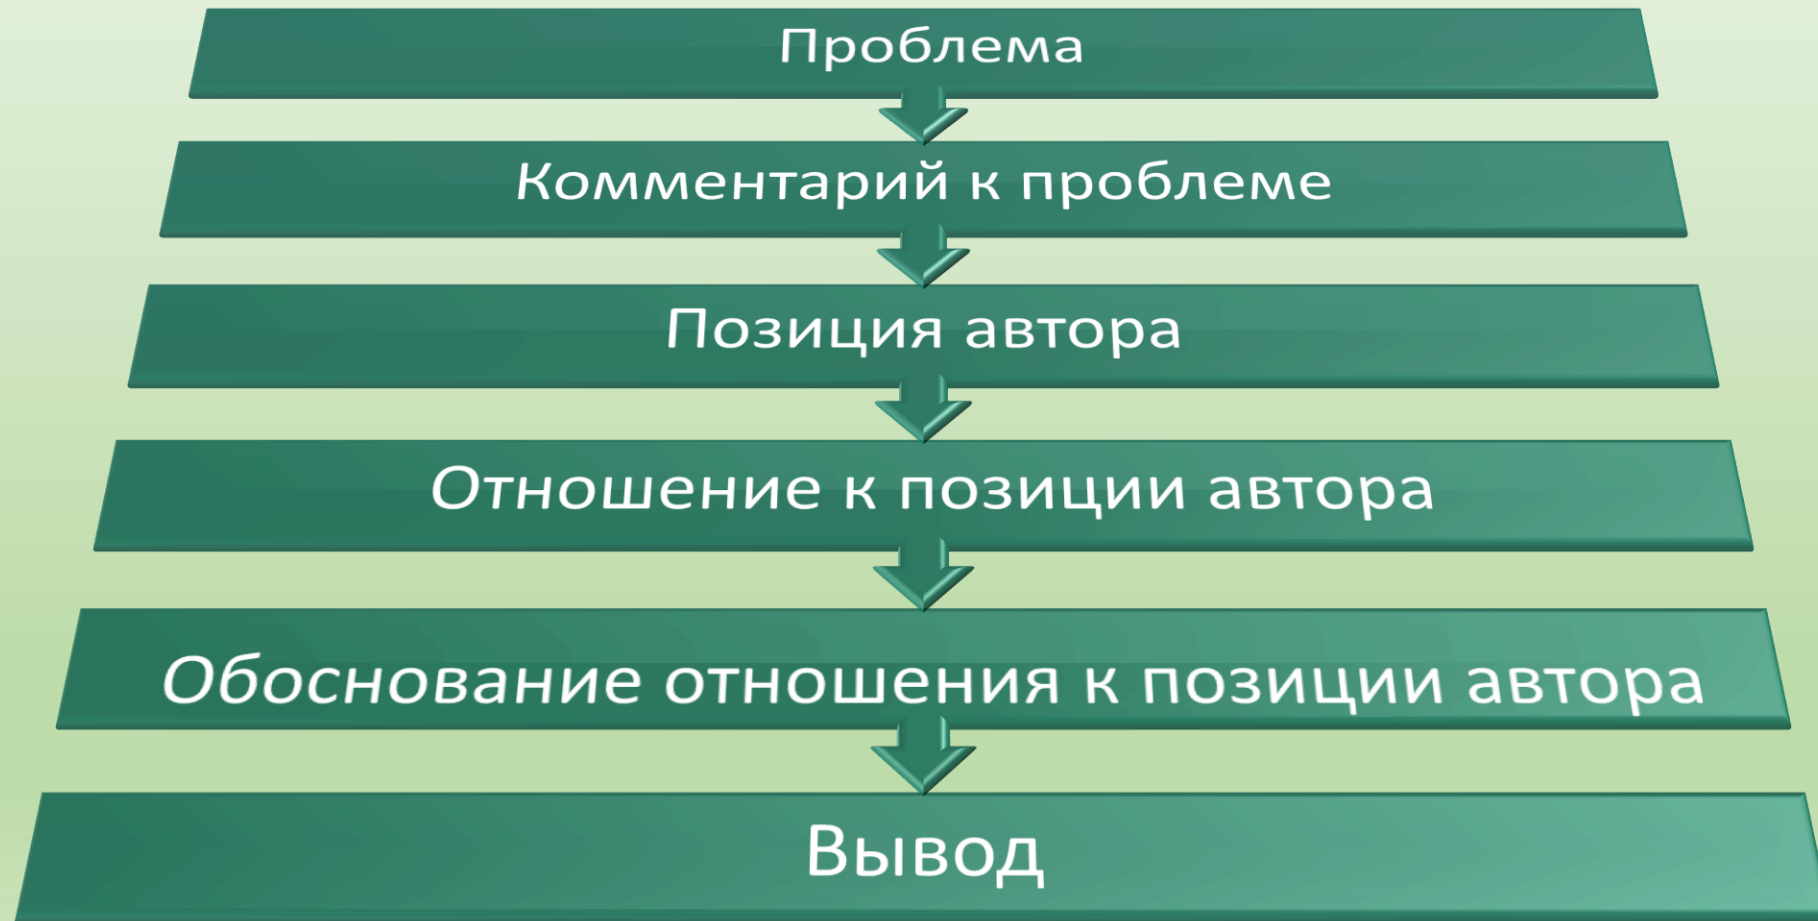 Проблема
Комментарий к проблеме
Позиция автора
Отношение к позиции автора
Обоснование отношения к позиции автора
Вывод